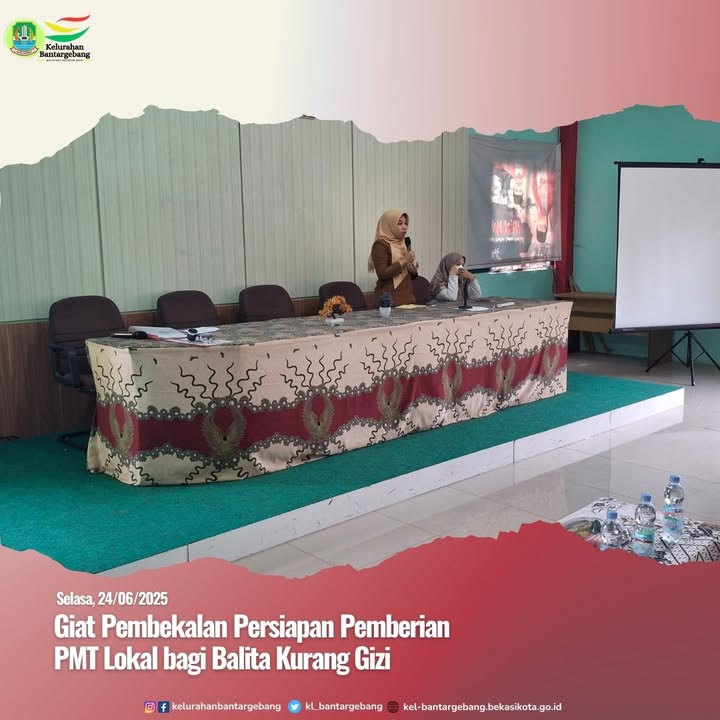 Kelurahan
Bantargebang
Selasa, 24/06/2025
Giat Pembekalan Persiapan Pemberian
PMT Lokal bagi Balita Kurang Gizi
kelurahanbantargebang kl_bantargebang kel-bantargebang.bekasikota.go.id